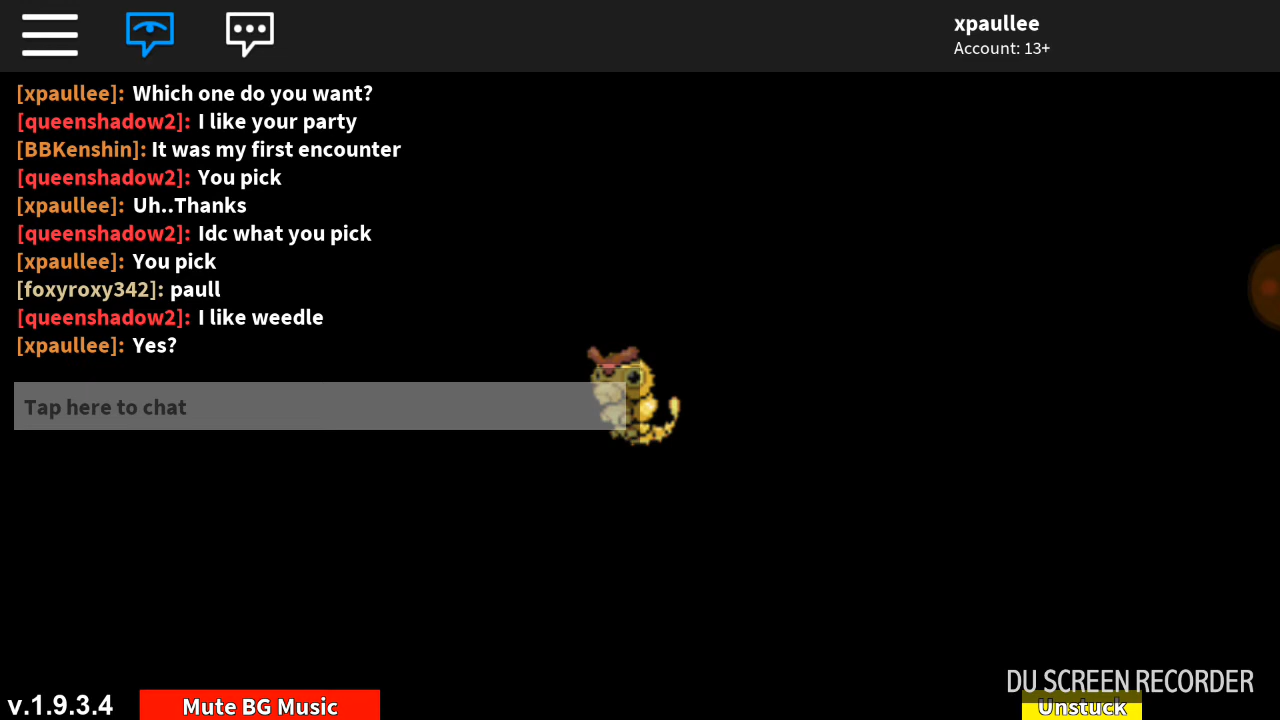 xpaullee
Account: 13+
[xpaullee]: Which one do you want?
[queenshadow2]: I like your party
[BBKenshin]: It was my first encounter
[queenshadow2]: You pick
[xpaullee]: Uh..Thanks
[queenshadow2]: Idc what you pick
[xpaullee]: You pick
[foxyroxy342]: paull
[queenshadow2]: I like weedle
[xpaullee]: Yes?
Tap here to chat
DU SCREEN RECORDER
v.1.9.3.4
Mute BG Music
Unstuck